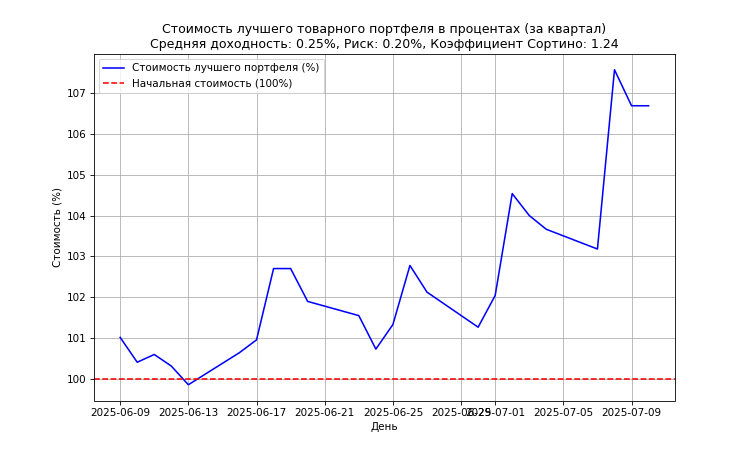 Стоимость лучшего товарного портфеля в процентах (за квартал)
Средняя доходность: 0.25%, Риск: 0.20%, Коэффициент Сортино: 1.24
Стоимость лучшего портфеля (%)
Начальная стоимость (100%)
107
106
105
104
103
102
101
100
Стоимость (%)
2025-06-09 2025-06-13 2025-06-17 2025-06-21 2025-06-25 2025-06-29 2025-07-01 2025-07-05 2025-07-09
День